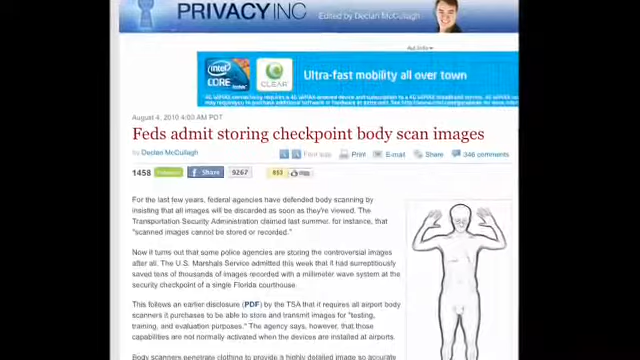 PRIVACY INC Edited by Declan McCullagh
Ad Info
intel CORE CLEAR Ultra-fast mobility all over town
August 4, 2010 4:00 AM PDT
Feds admit storing checkpoint body scan images
by Declan McCullagh
Font size Print E-mail Share 346 comments
1458 Share 9267 853
For the last few years, federal agencies have defended body scanning by
insisting that all images will be discarded as soon as they're viewed. The
Transportation Security Administration claimed last summer, for instance, that
"scanned images cannot be stored or recorded."
Now it turns out that some police agencies are storing the controversial images
after all. The U.S. Marshals Service admitted this week that it had surreptitiously
saved tens of thousands of images recorded with a millimeter wave system at the
security checkpoint of a single Florida courthouse.
This follows an earlier disclosure (PDF) by the TSA that it requires all airport body
scanners it purchases to be able to store and transmit images for "testing,
training, and evaluation purposes." The agency says, however, that those
capabilities are not normally activated when the devices are installed at airports.
Body scanners penetrate clothing to provide a highly detailed image so accurate